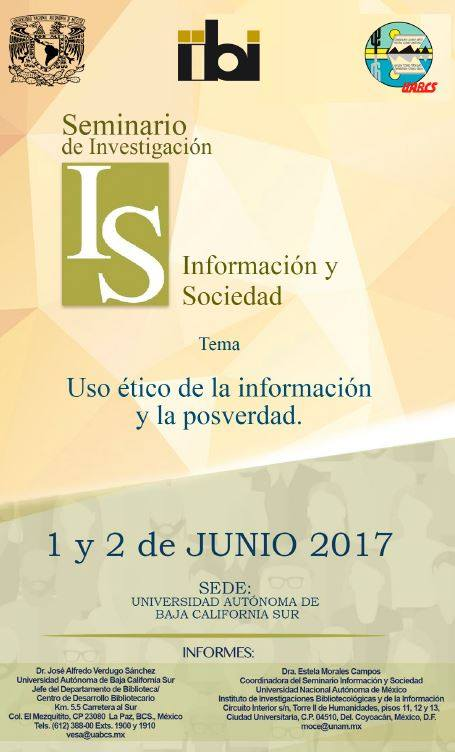 iibi
UABCS
Seminario
de Investigación
IS
Información y
Sociedad
Tema
Uso ético de la información
y la posverdad.
1 y 2 de JUNIO 2017
SEDE:
UNIVERSIDAD AUTÓNOMA DE
BAJA CALIFORNIA SUR
INFORMES:
Dr. José Alfredo Verdugo Sánchez
Universidad Autónoma de Baja California Sur
Jefe del Departamento de Biblioteca/
Centro de Desarrollo Bibliotecario
Km. 5.5 Carretera al Sur
Col. El Mezquitito, CP 23080 La Paz, BCS., México
Tels. (612) 388-00 Exts. 1900 y 1910
vesa@uabcs.mx
Dra. Estela Morales Campos
Coordinadora del Seminario Información y Sociedad
Universidad Nacional Autónoma de México
Instituto de Investigaciones Bibliotecológicas y de la Información
Circuito Interior s/n, Torre II de Humanidades, pisos 11, 12 y 13,
Ciudad Universitaria, C.P. 04510, Del. Coyoacán, México, D.F.
moce@unam.mx